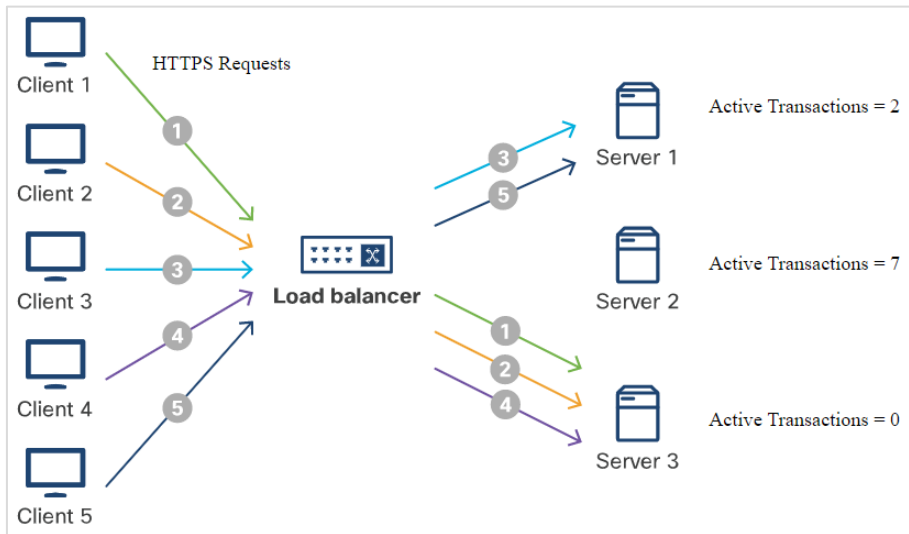 HTTPS Requests
Client 1
1
Client 2
2
Client 3
3
Client 4
4
Client 5
5
Load balancer
3
5
Server 1
Active Transactions = 2
Server 2
Active Transactions = 7
1
2
4
Server 3
Active Transactions = 0